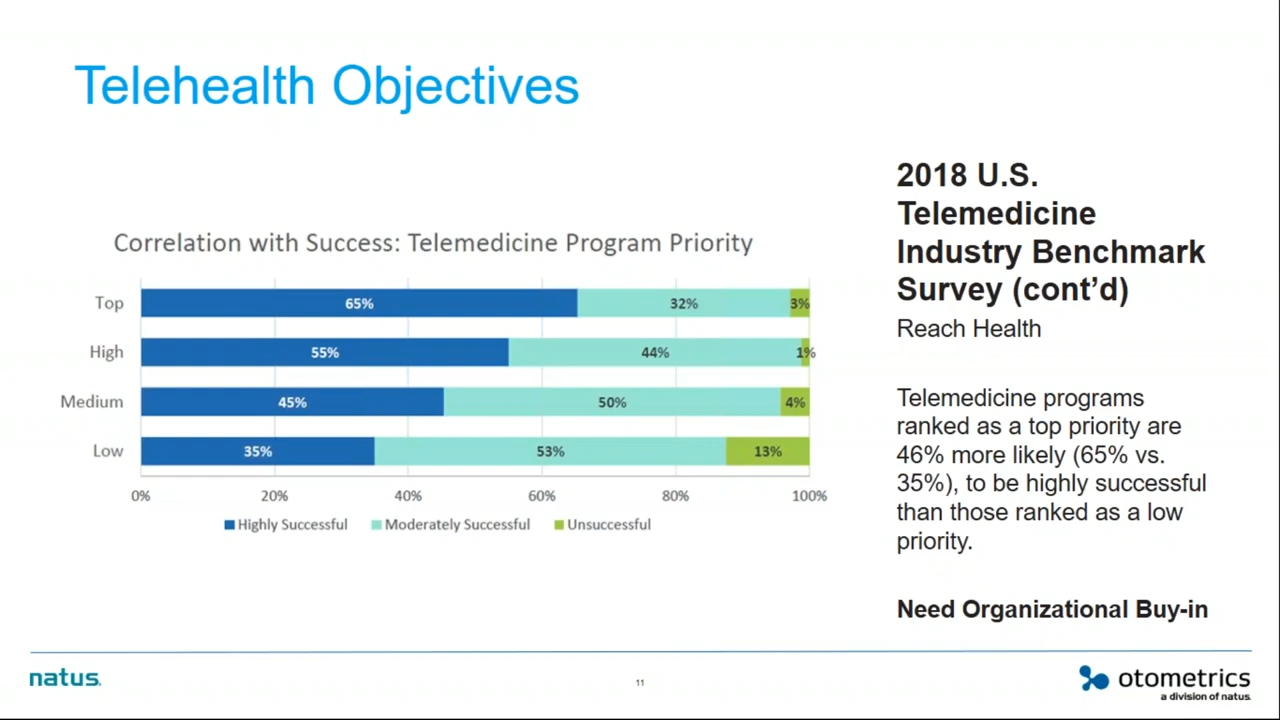 Telehealth Objectives
Correlation with Success: Telemedicine Program Priority
Top
65%
32%
3%
High
55%
44%
1%
Medium
45%
50%
4%
Low
35%
53%
13%
0%
20%
40%
60%
80%
100%
Highly Successful
Moderately Successful
Unsuccessful
2018 U.S.
Telemedicine
Industry Benchmark
Survey (cont’d)
Reach Health
Telemedicine programs
ranked as a top priority are
46% more likely (65% vs.
35%), to be highly successful
than those ranked as a low
priority.
Need Organizational Buy-in
natus.
11
otometrics
a division of natus.